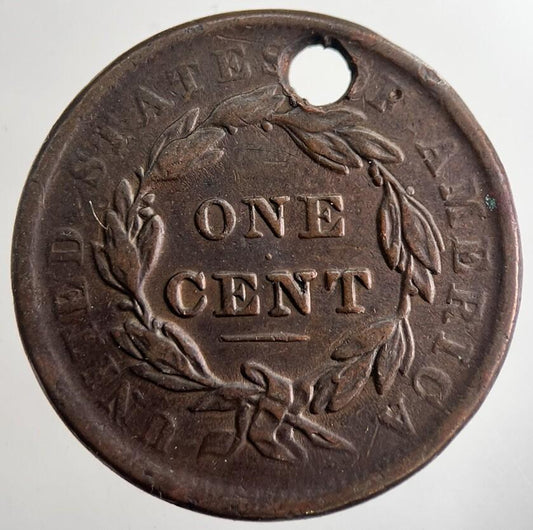 UNITED STATES OF AMERICA
ONE
CENT